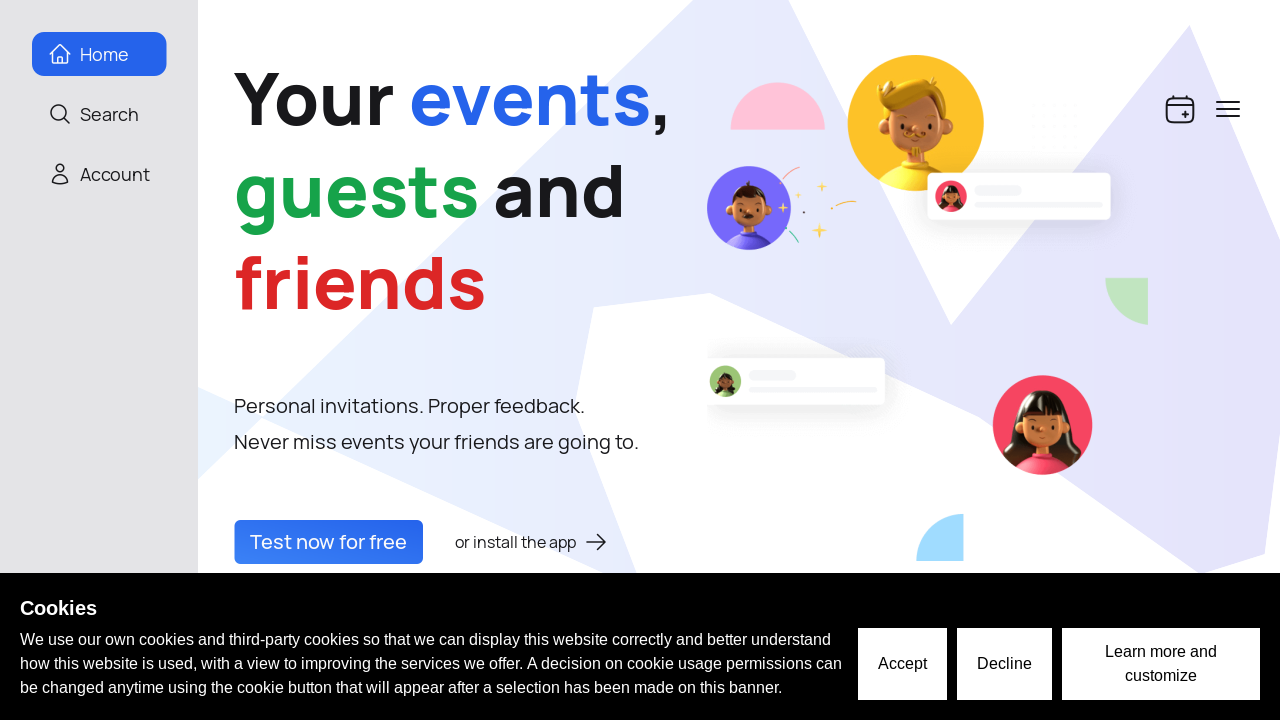 Home
Search
Account
Your events,
guests and
friends
Personal invitations. Proper feedback.
Never miss events your friends are going to.
Test now for free
or install the app
Cookies
We use our own cookies and third-party cookies so that we can display this website correctly and better understand
how this website is used, with a view to improving the services we offer. A decision on cookie usage permissions can
be changed anytime using the cookie button that will appear after a selection has been made on this banner.
Accept
Decline
Learn more and
customize